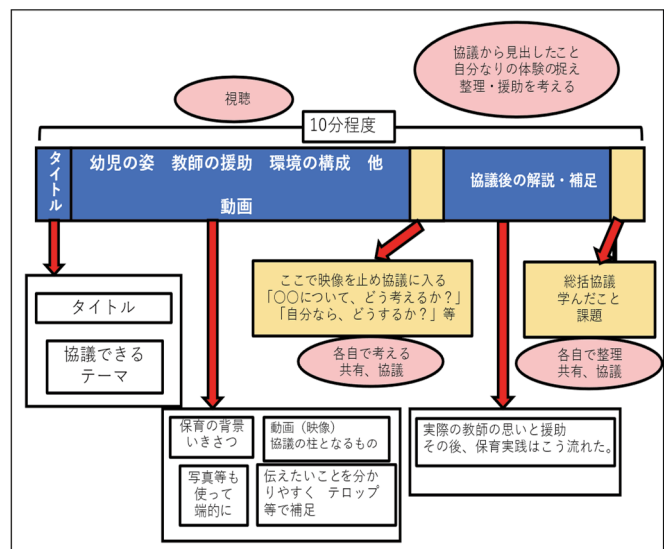 協議から見出したこと
自分なりの体験の捉え
整理・援助を考える
視聴
10分程度
タイトル
幼児の姿　教師の援助　環境の構成　他
動画
協議後の解説・補足
ここで映像を止め協議に入る
「〇〇について、どう考えるか？」
「自分なら、どうするか？」等
総括協議
学んだこと
課題
タイトル
協議できる
テーマ
各自で考える
共有、協議
各自で整理
共有、協議
保育の背景
いきさつ
動画（映像）
協議の柱となるもの
写真等も
使って
端的に
伝えたいことを分か
りやすく　テロップ
等で補足
実際の教師の思いと援助
その後、保育実践はこう流れた。